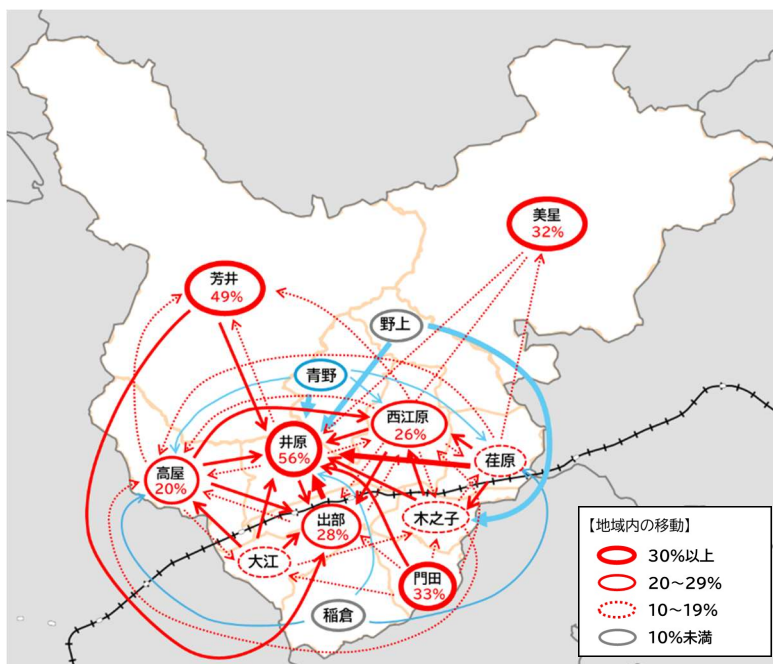 美星
32%
芳井
49%
野上
青野
西江原
26%
井原
56%
荏原
高屋
20%
木之子
出部
28%
大江
門田
33%
稲倉
【地域内の移動】
30%以上
20～29%
10～19%
10%未満